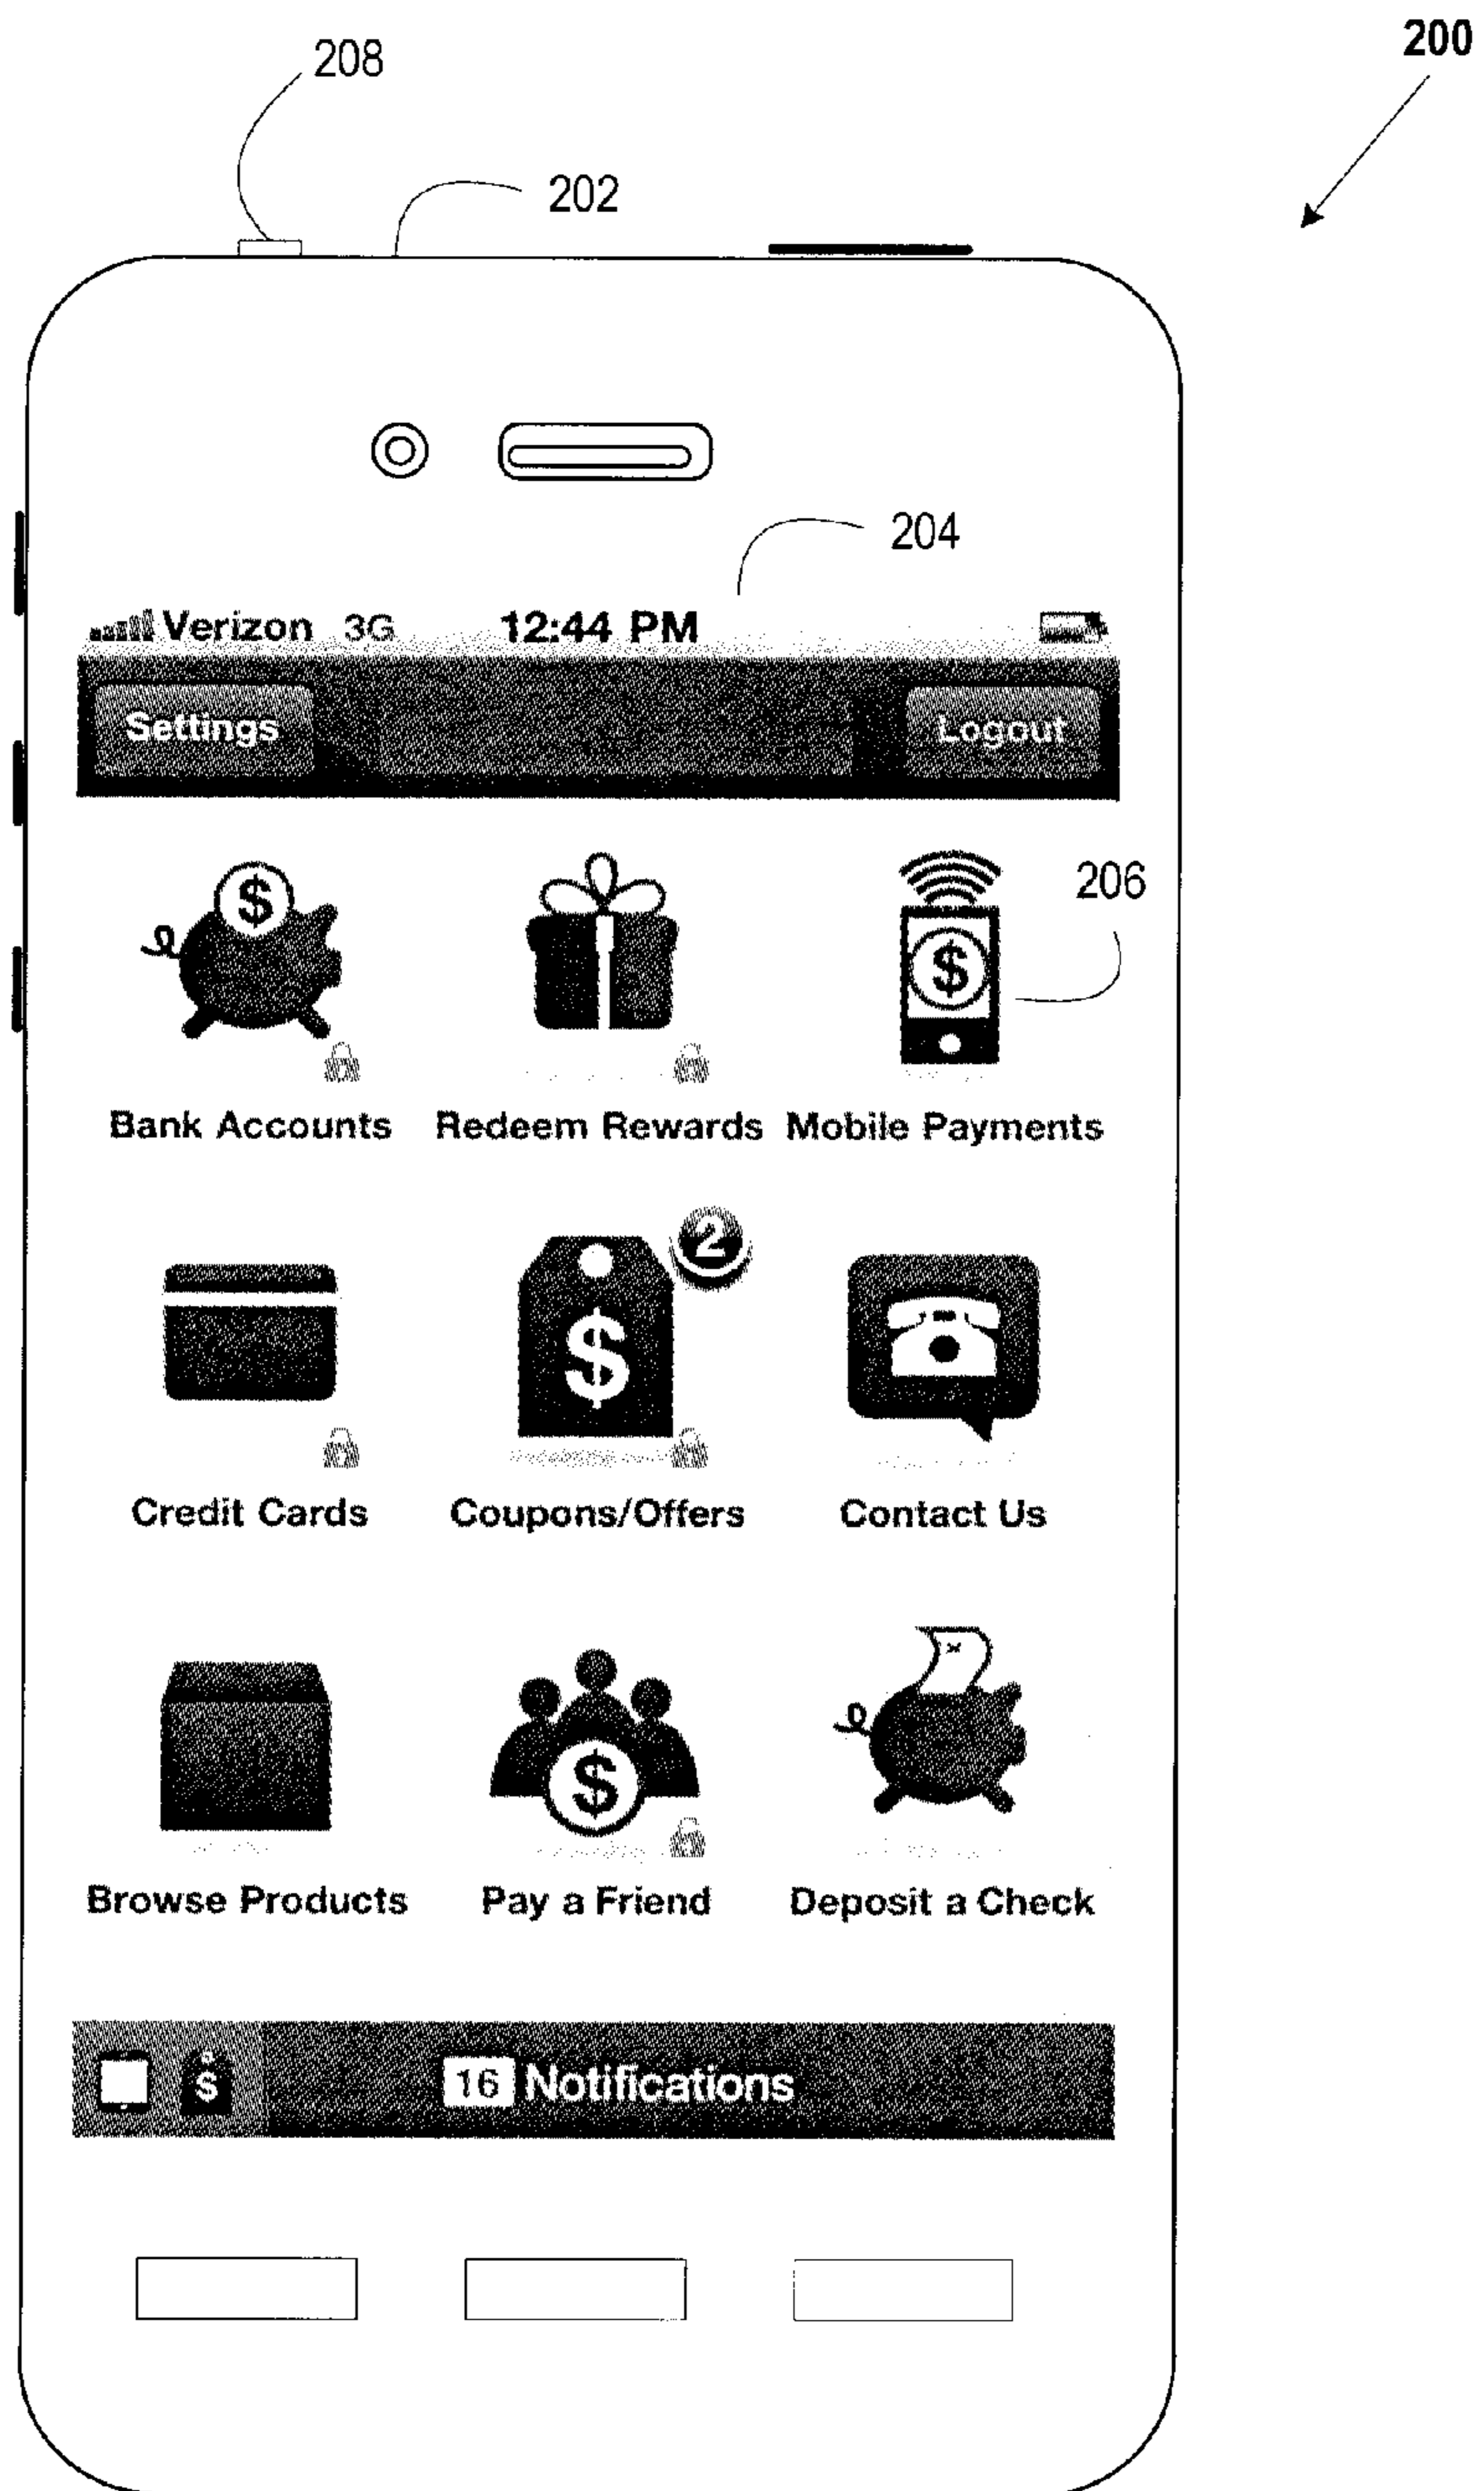 200
208
202
204
Verizon 3G 12:44 PM
Settings Logout
$ $ 206
Bank Accounts Redeem Rewards Mobile Payments
2
$
Credit Cards Coupons/Offers Contact Us
$
Browse Products Pay a Friend Deposit a Check
$ 16 Notifications